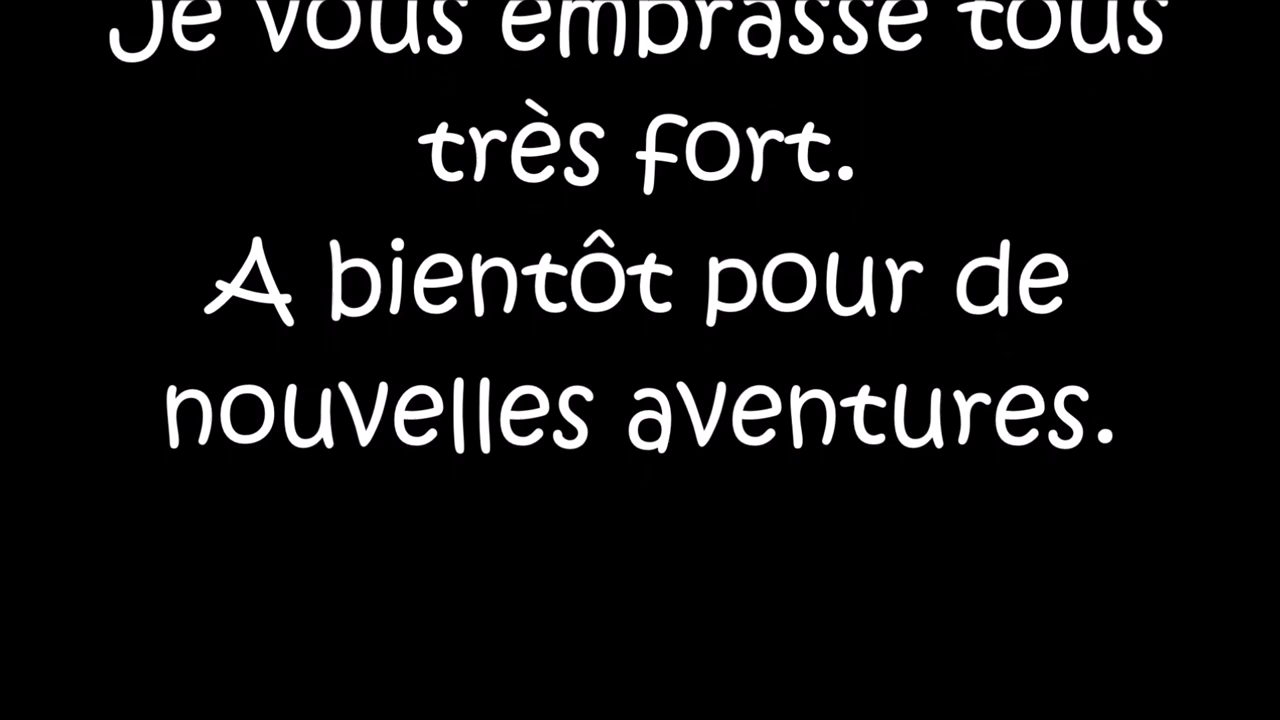 Je vous embrasse tous
très fort.
A bientôt pour de
nouvelles aventures.